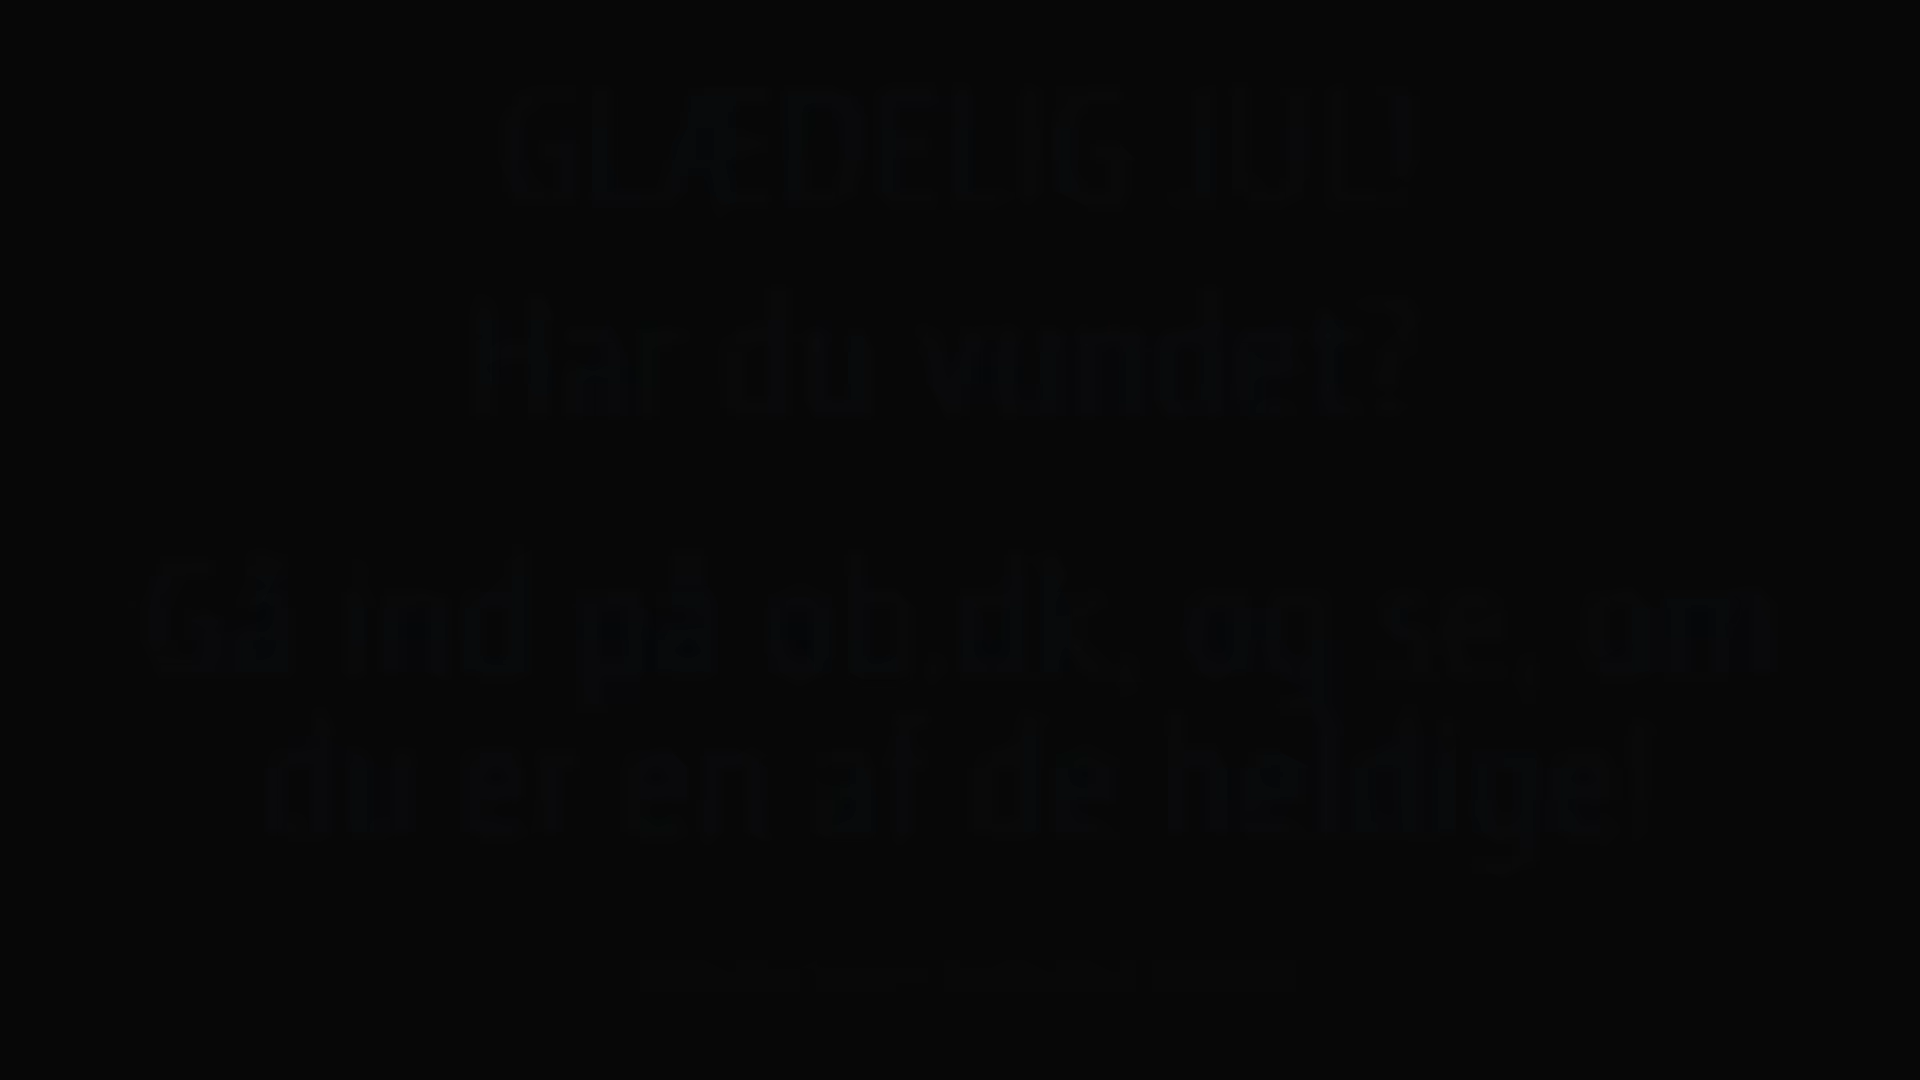 GLÆDELIG JUL!
Har du vundet?
Gå ind på ob.dk, og se, om
du er en af de heldige!